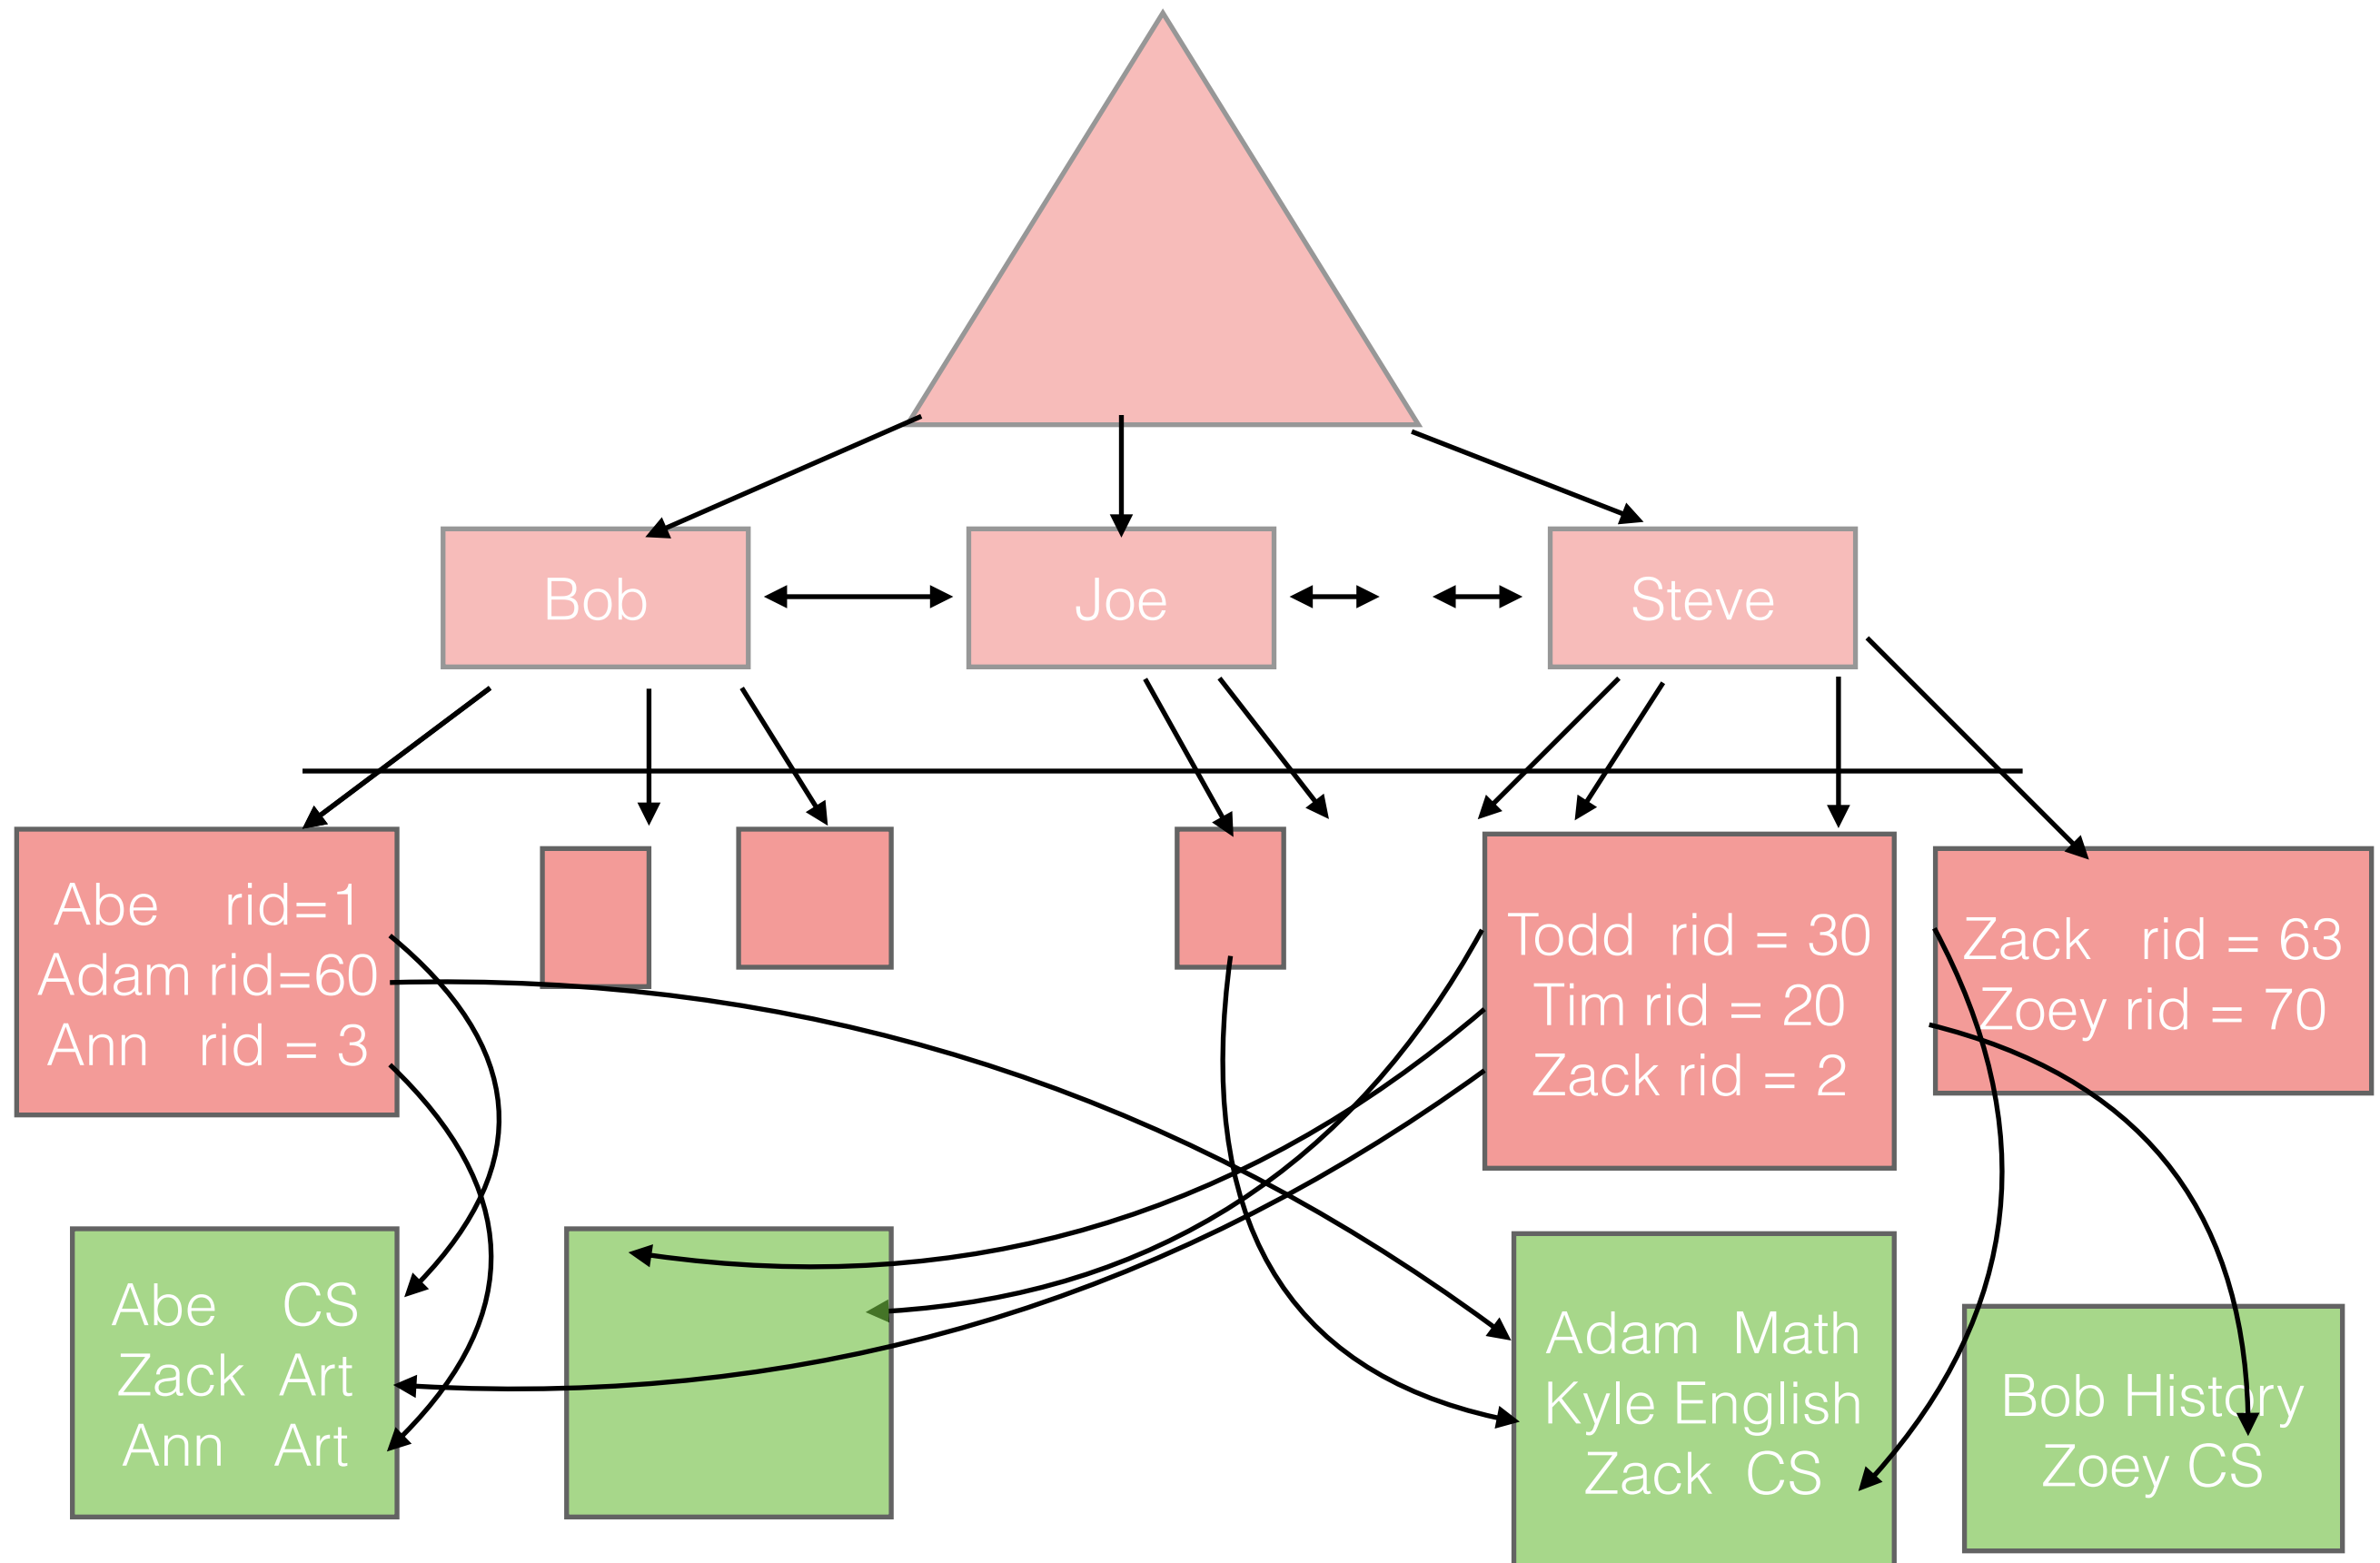 Bob
Joe
Steve
Abe rid=1
Adam rid=60
Ann rid = 3
Todd rid = 30
Tim rid = 20
Zack rid = 2
Zack rid = 63
Zoey rid = 70
Abe CS
Zack Art
Ann Art
Adam Math
Kyle English
Zack CS
Bob History
Zoey CS